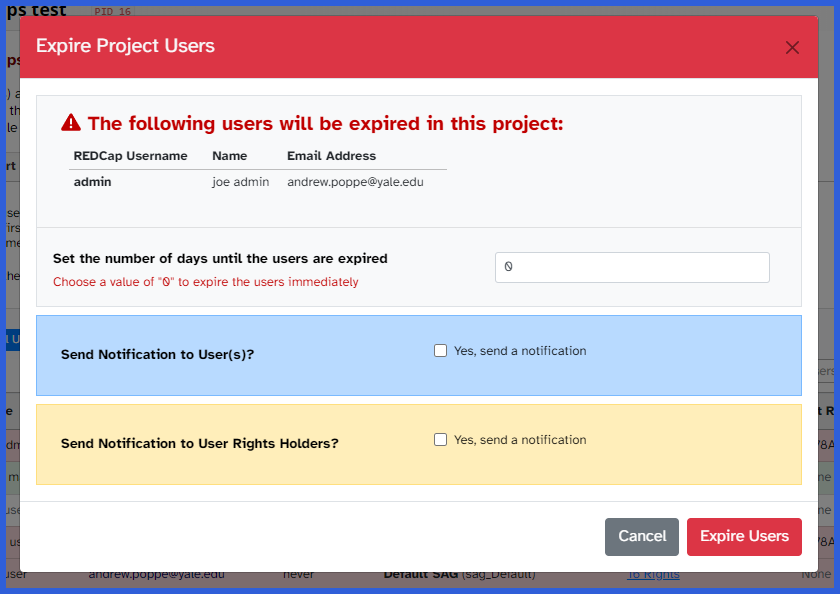 ps test PID 16
Expire Project Users
The following users will be expired in this project:
REDCap Username Name Email Address
admin joe admin andrew.poppe@yale.edu
Set the number of days until the users are expired
0
Choose a value of "0" to expire the users immediately
Send Notification to User(s)?
Yes, send a notification
Send Notification to User Rights Holders?
Yes, send a notification
Cancel Expire Users
user andrew.poppe@yale.edu never Default SAG (sag_Default) 16 Rights None